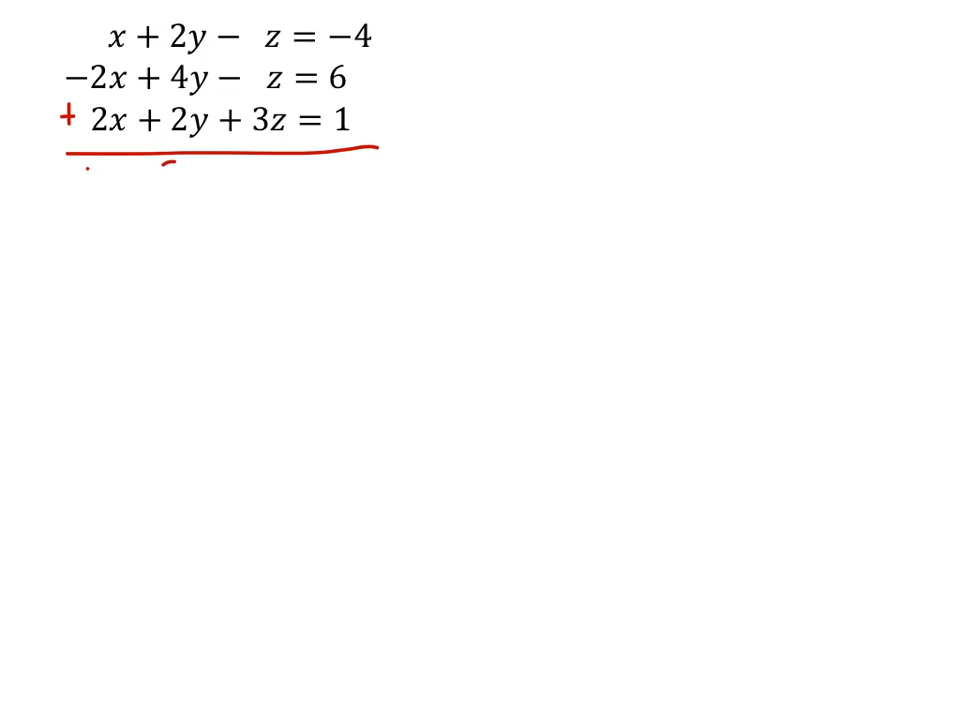 x + 2y − z = −4
−2x + 4y − z = 6
+ 2x + 2y + 3z = 1